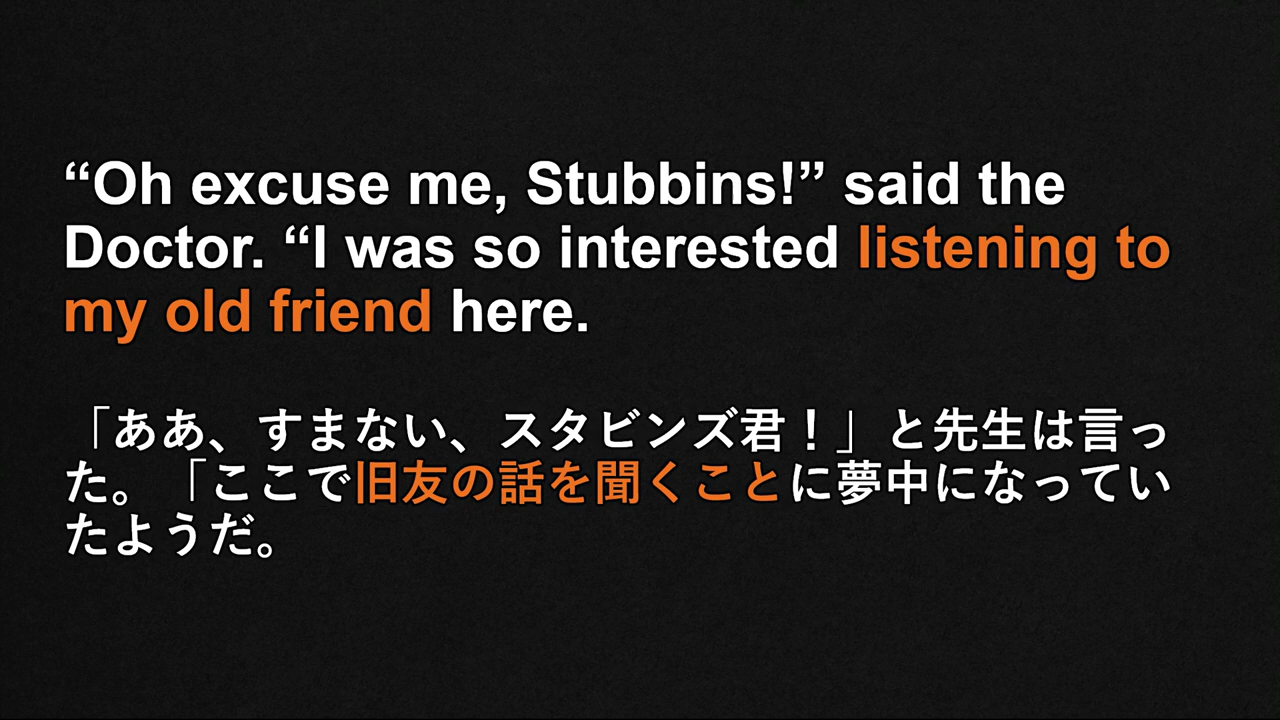 “Oh excuse me, Stubbins!” said the
Doctor. “I was so interested listening to
my old friend here.
「ああ、すまない、スタビンズ君！」と先生は言っ
た。「ここで旧友の話を聞くことに夢中になってい
たようだ。